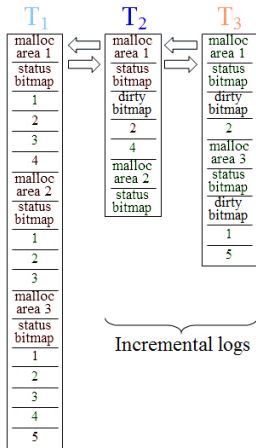 T1
malloc
area 1
status
bitmap
1
2
3
4
malloc
area 2
status
bitmap
1
2
3
malloc
area 3
status
bitmap
1
2
3
4
5
T2
malloc
area 1
status
bitmap
dirty
bitmap
2
4
malloc
area 2
status
bitmap
T3
malloc
area 1
status
bitmap
dirty
bitmap
2
malloc
area 3
status
bitmap
dirty
bitmap
1
5
Incremental logs